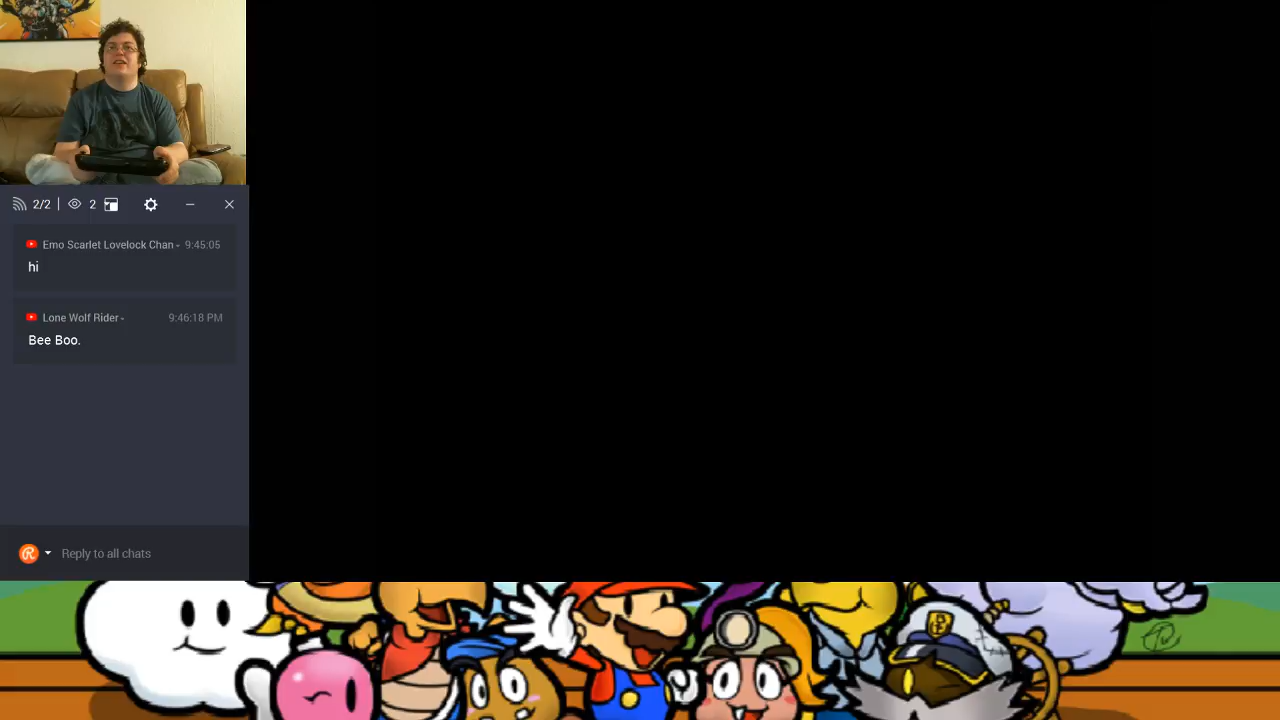 2/2 | 2
Emo Scarlet Lovelock Chan - 9:45:05
hi
Lone Wolf Rider - 9:46:18 PM
Bee Boo.
Reply to all chats